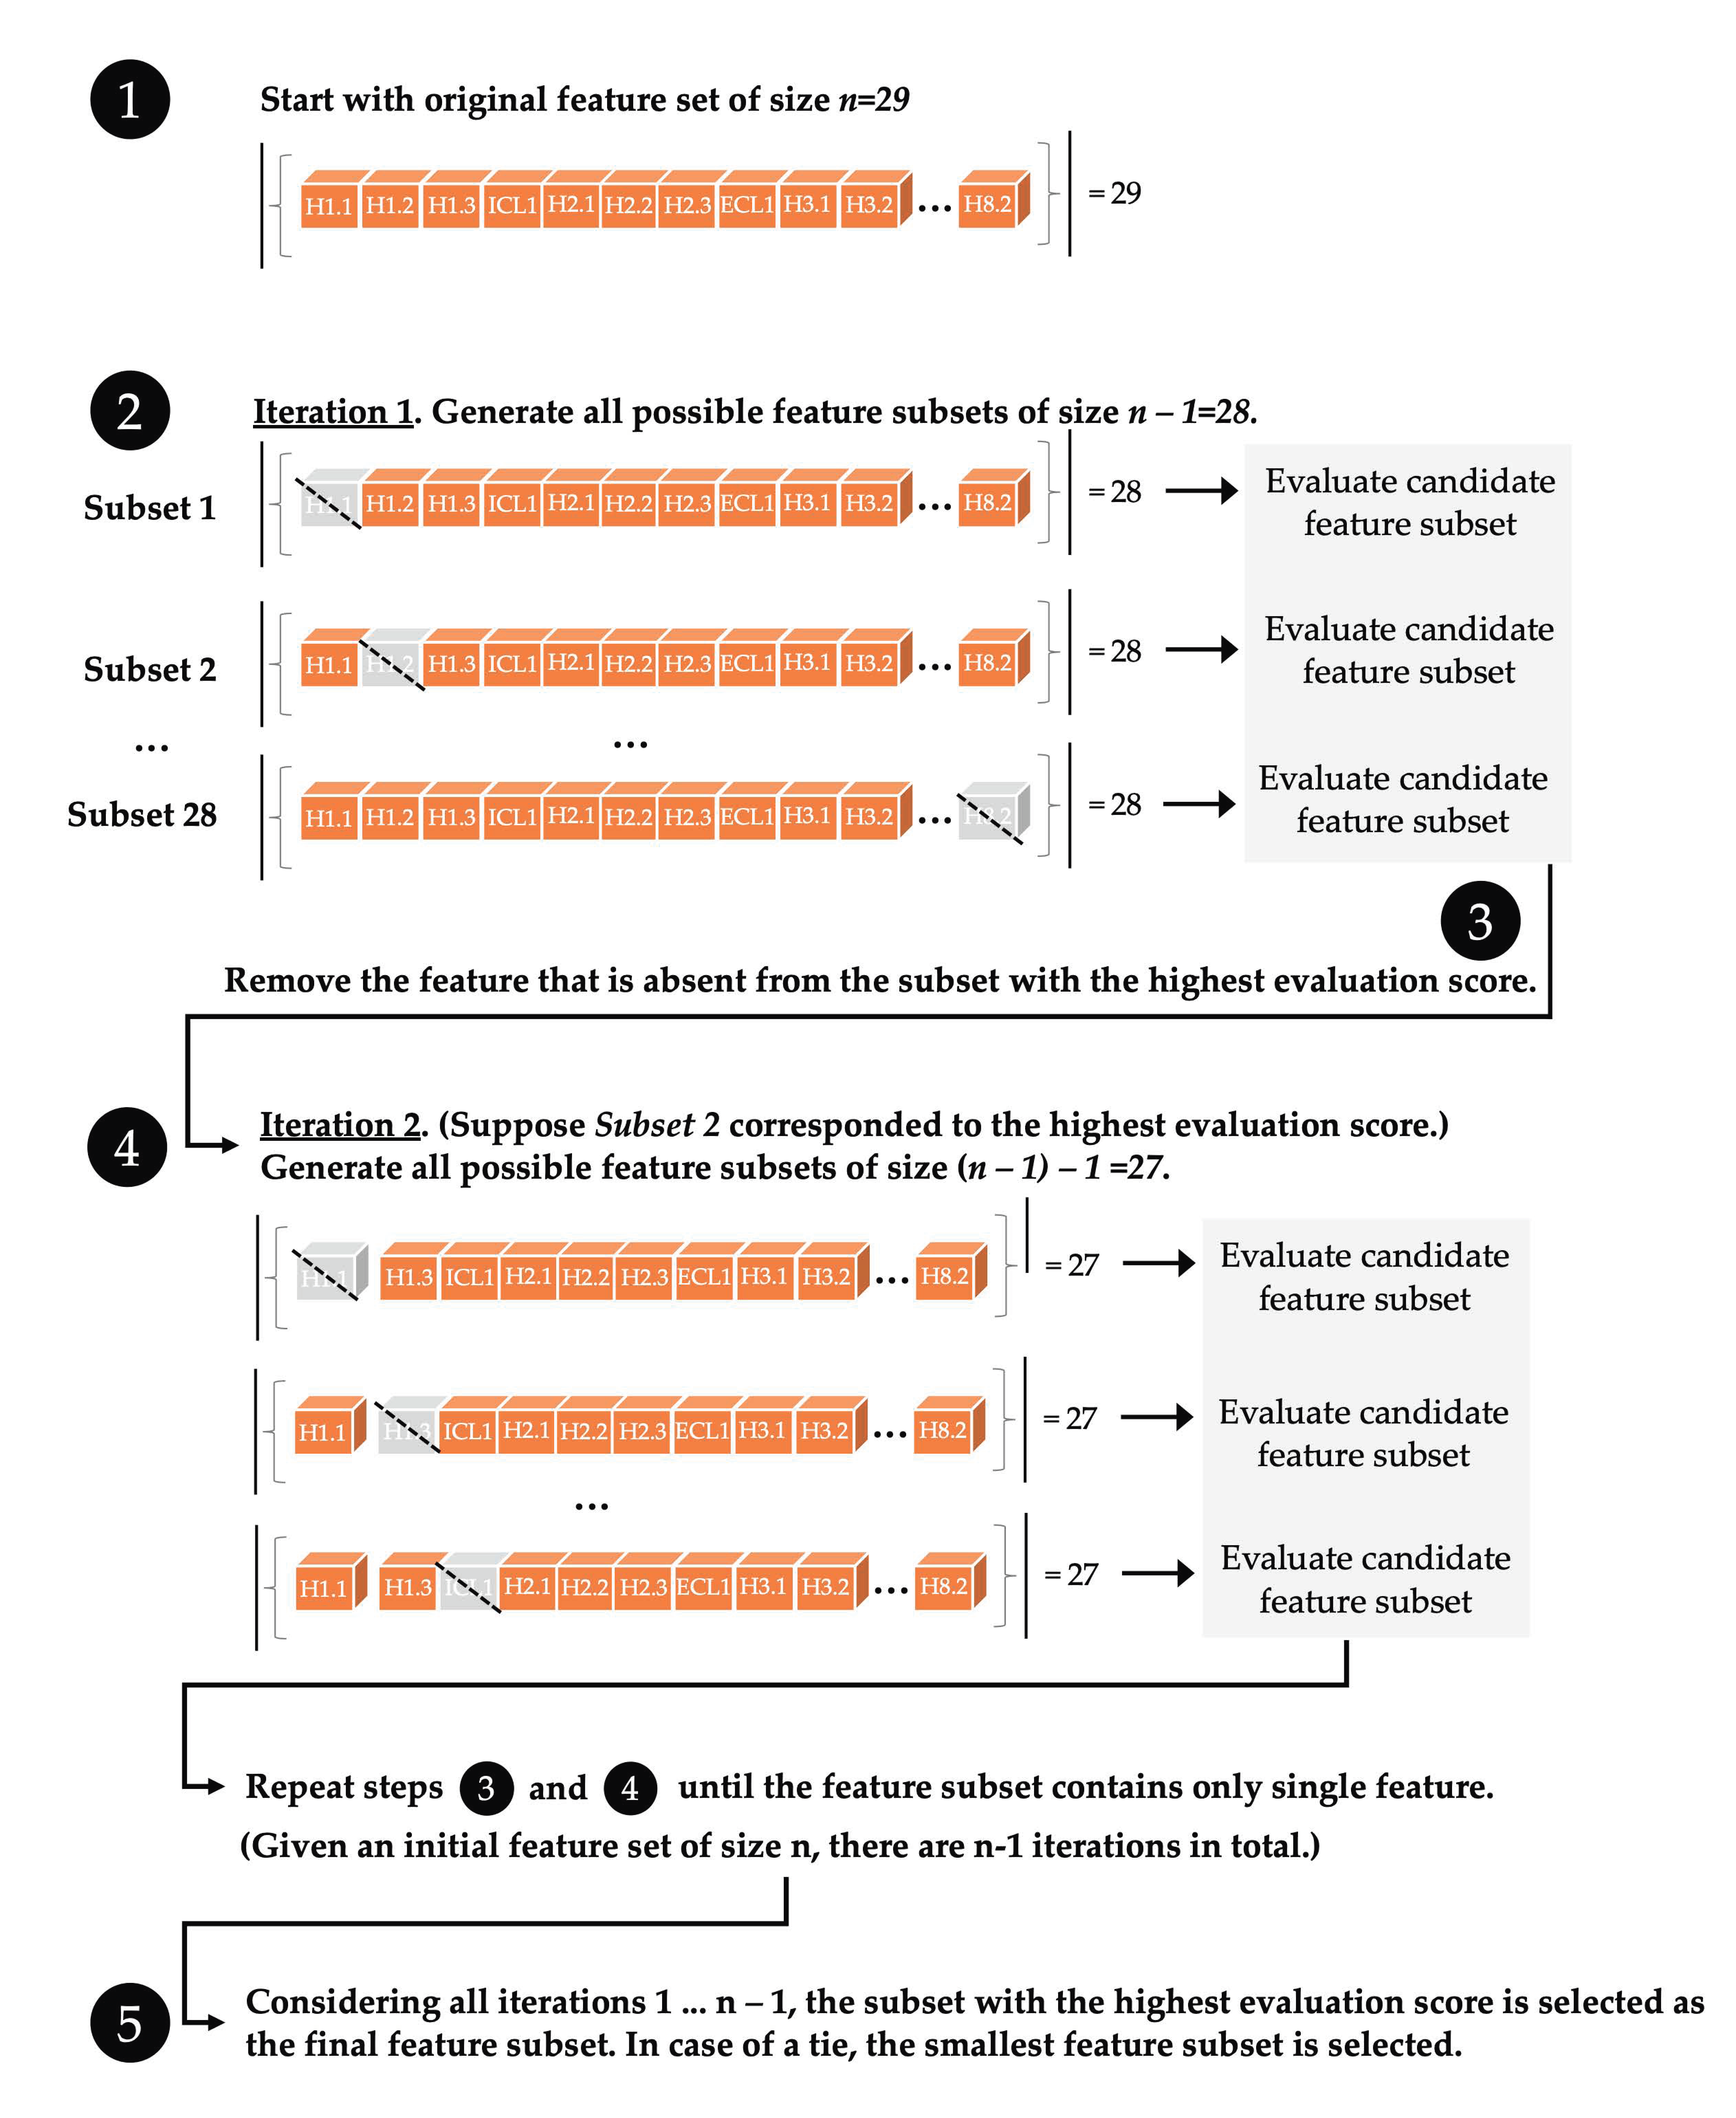 1
Start with original feature set of size n=29
H1.1 H1.2 H1.3 ICL1 H2.1 H2.2 H2.3 ECL1 H3.1 H3.2 ... H8.2 = 29
2
Iteration 1. Generate all possible feature subsets of size n – 1=28.
Subset 1
H1.1 H1.2 H1.3 ICL1 H2.1 H2.2 H2.3 ECL1 H3.1 H3.2 ... H8.2 = 28
Evaluate candidate
feature subset
Subset 2
H1.1 H1.2 H1.3 ICL1 H2.1 H2.2 H2.3 ECL1 H3.1 H3.2 ... H8.2 = 28
Evaluate candidate
feature subset
... ...
Subset 28
H1.1 H1.2 H1.3 ICL1 H2.1 H2.2 H2.3 ECL1 H3.1 H3.2 ... H8.2 = 28
Evaluate candidate
feature subset
3
Remove the feature that is absent from the subset with the highest evaluation score.
4
Iteration 2. (Suppose Subset 2 corresponded to the highest evaluation score.)
Generate all possible feature subsets of size (n – 1) – 1 =27.
H1.1 H1.3 ICL1 H2.1 H2.2 H2.3 ECL1 H3.1 H3.2 ... H8.2 = 27
Evaluate candidate
feature subset
H1.1 H1.3 ICL1 H2.1 H2.2 H2.3 ECL1 H3.1 H3.2 ... H8.2 = 27
Evaluate candidate
feature subset
...
H1.1 H1.3 ICL1 H2.1 H2.2 H2.3 ECL1 H3.1 H3.2 ... H8.2 = 27
Evaluate candidate
feature subset
Repeat steps 3 and 4 until the feature subset contains only single feature.
(Given an initial feature set of size n, there are n-1 iterations in total.)
5
Considering all iterations 1 ... n – 1, the subset with the highest evaluation score is selected as
the final feature subset. In case of a tie, the smallest feature subset is selected.